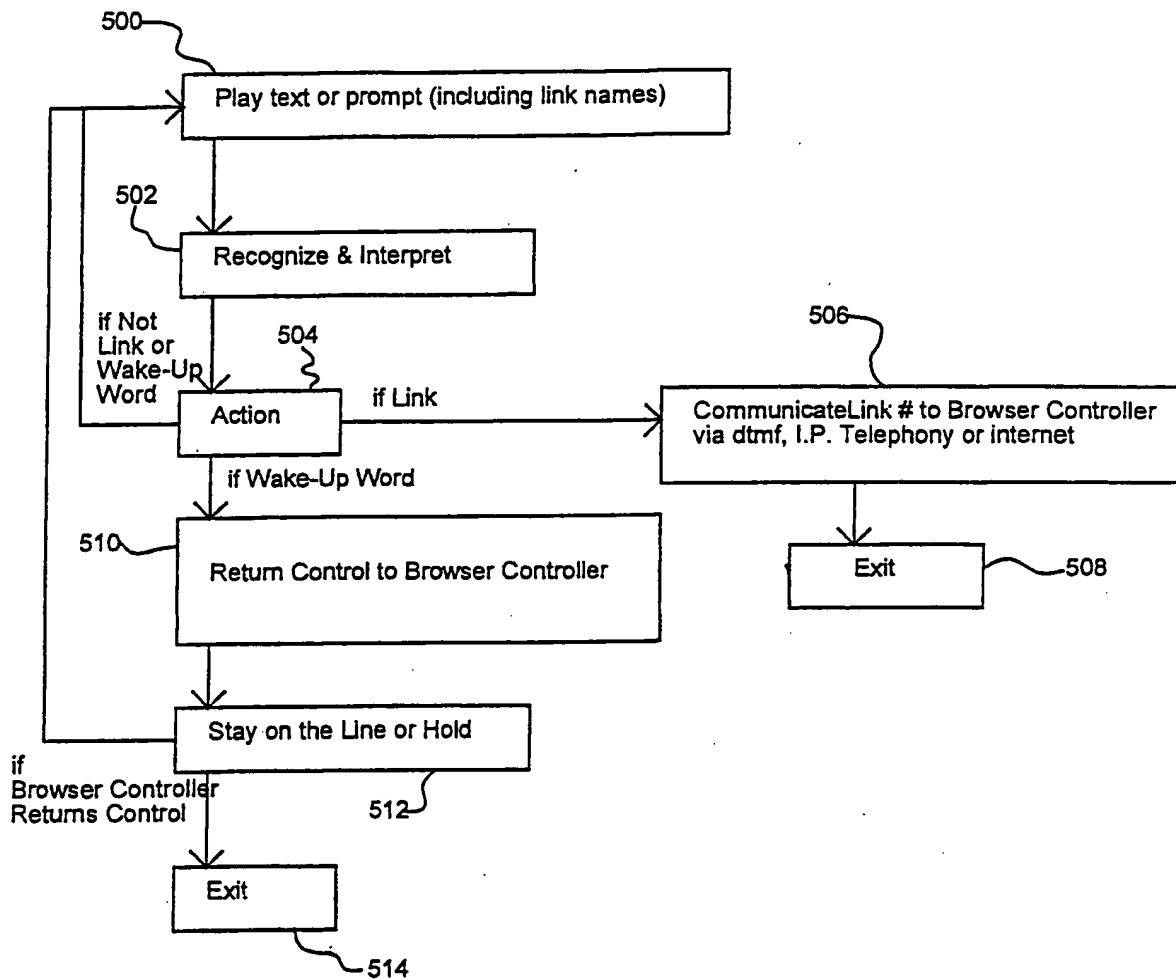 500
Play text or prompt (including link names)
502
Recognize & Interpret
if Not
Link or
Wake-Up
Word
504
Action
if Link
506
CommunicateLink # to Browser Controller
via dtmf, I.P. Telephony or internet
if Wake-Up Word
510
Return Control to Browser Controller
Exit
508
Stay on the Line or Hold
if
Browser Controller
Returns Control
512
Exit
514